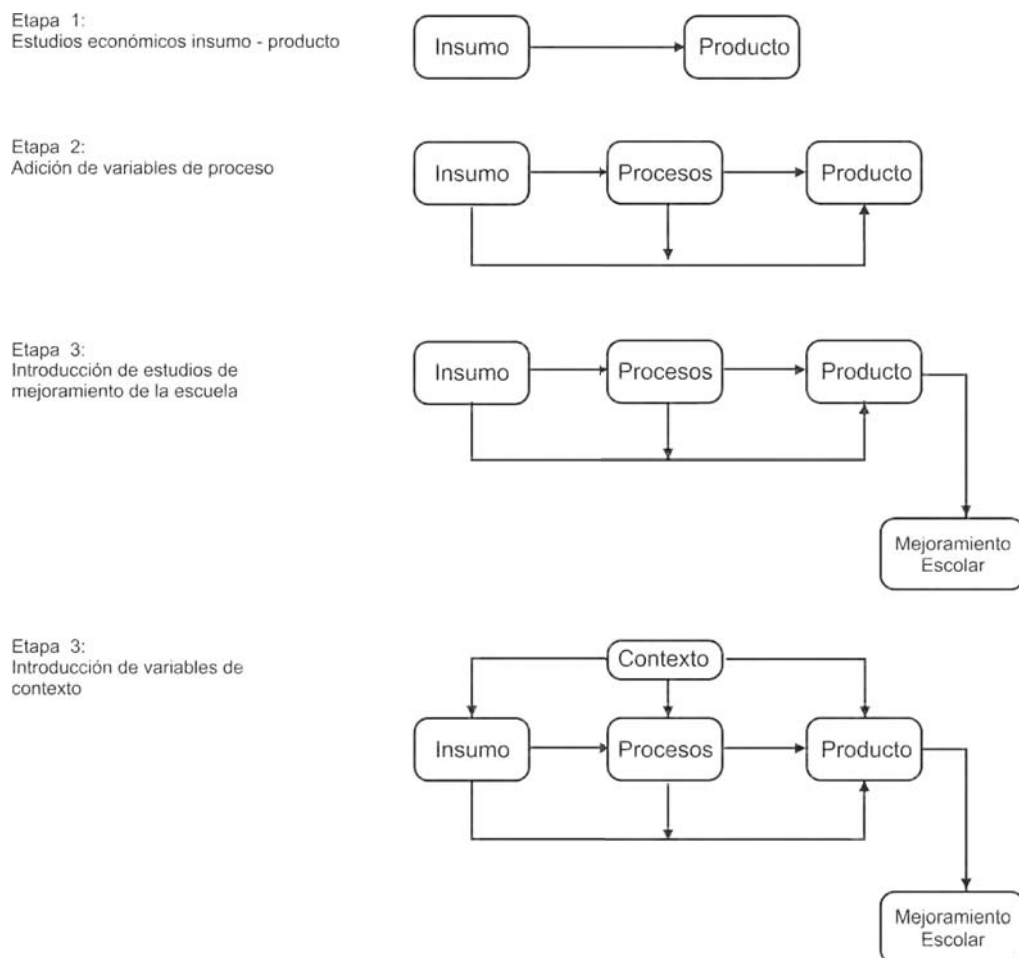 Etapa 1:
Estudios económicos insumo - producto
Insumo
Producto
Etapa 2:
Adición de variables de proceso
Insumo
Procesos
Producto
Etapa 3:
Introducción de estudios de
mejoramiento de la escuela
Insumo
Procesos
Producto
Mejoramiento
Escolar
Etapa 3:
Introducción de variables de
contexto
Contexto
Insumo
Procesos
Producto
Mejoramiento
Escolar